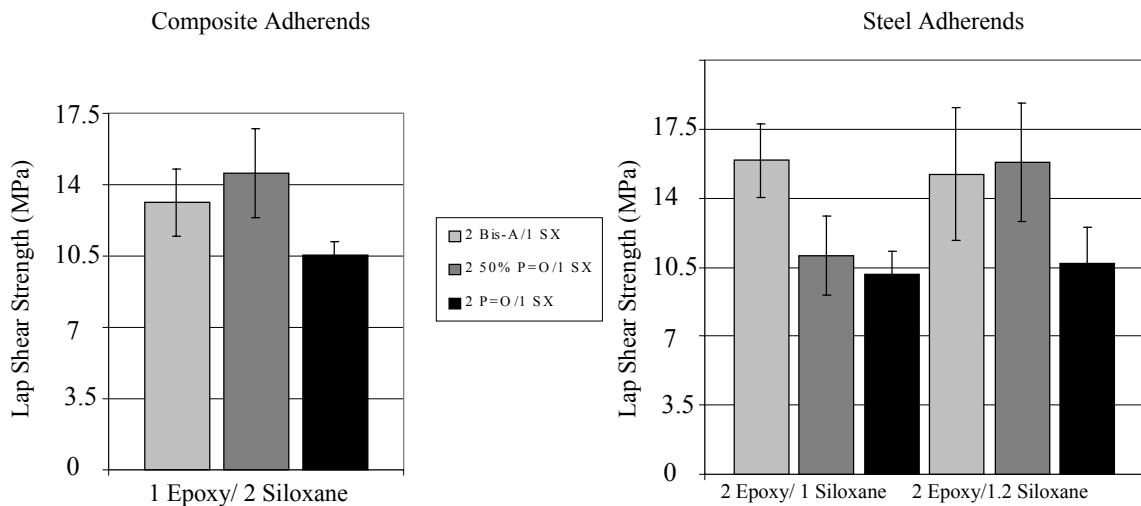 Composite Adherends
Lap Shear Strength (MPa)
17.5
14
10.5
7
3.5
0
1 Epoxy/ 2 Siloxane
2 Bis-A/1 SX
2 50% P=O/1 SX
2 P=O/1 SX
Steel Adherends
Lap Shear Strength (MPa)
17.5
14
10.5
7
3.5
0
2 Epoxy/ 1 Siloxane
2 Epoxy/1.2 Siloxane